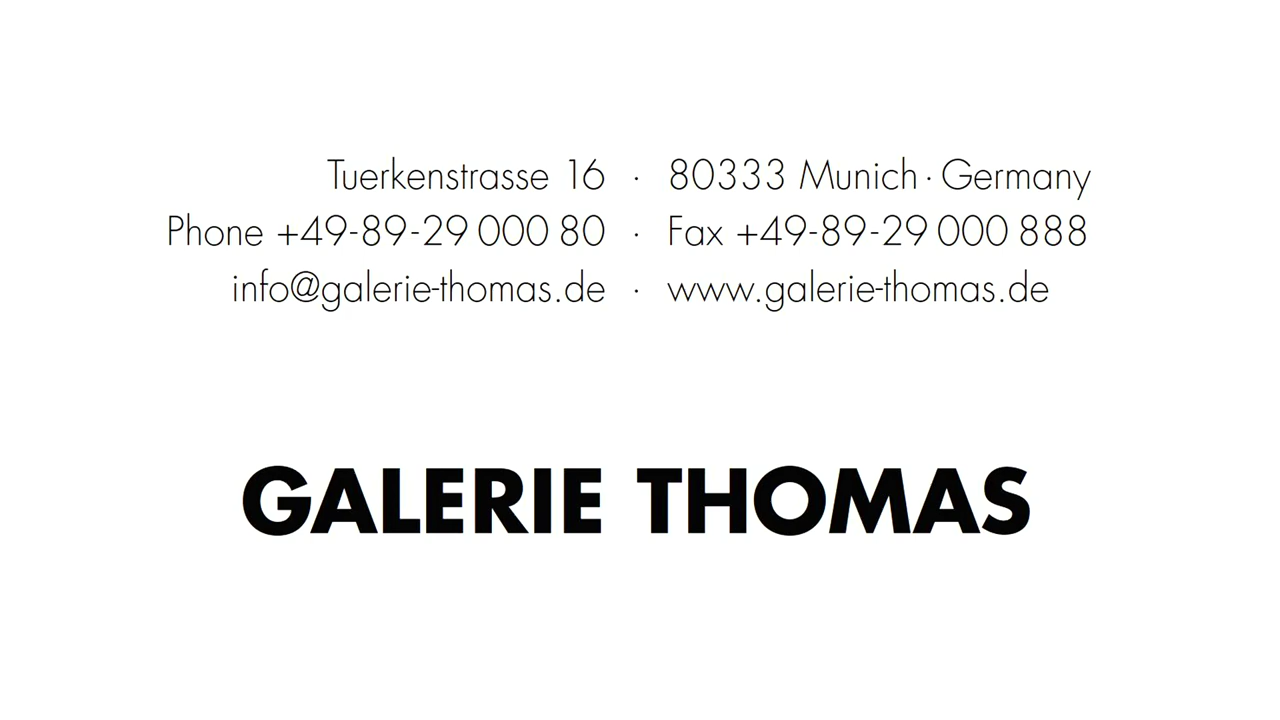 Tuerkenstrasse 16 · 80333 Munich · Germany
Phone +49-89-29 000 80 · Fax +49-89-29 000 888
info@galerie-thomas.de · www.galerie-thomas.de
GALERIE THOMAS